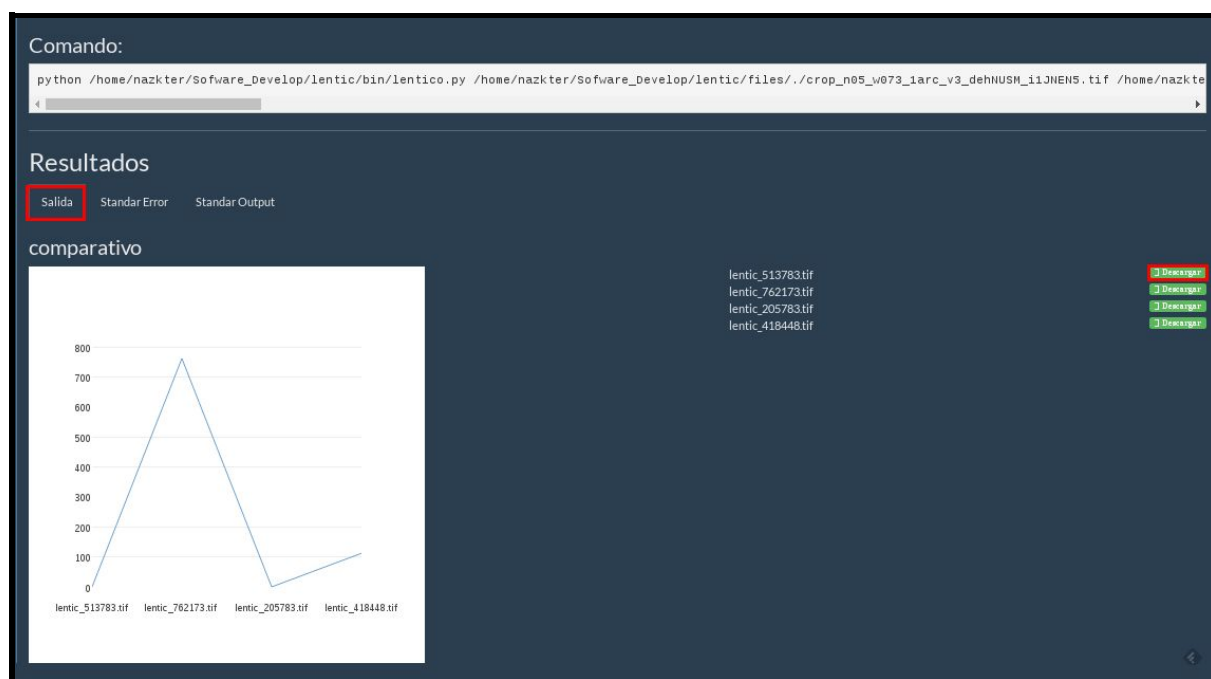 Comando:
python /home/nazkter/Sofware_Develop/lentic/bin/lentico.py /home/nazkter/Sofware_Develop/lentic/files/./crop_n05_w073_1arc_v3_dehNUSM_i1JNEN5.tif /home/nazkte
Resultados
Salida Standar Error Standar Output
comparativo
lentic_513783.tif Descargar
lentic_762173.tif Descargar
lentic_205783.tif Descargar
lentic_418448.tif Descargar
800
700
600
500
400
300
200
100
0
lentic_513783.tif lentic_762173.tif lentic_205783.tif lentic_418448.tif